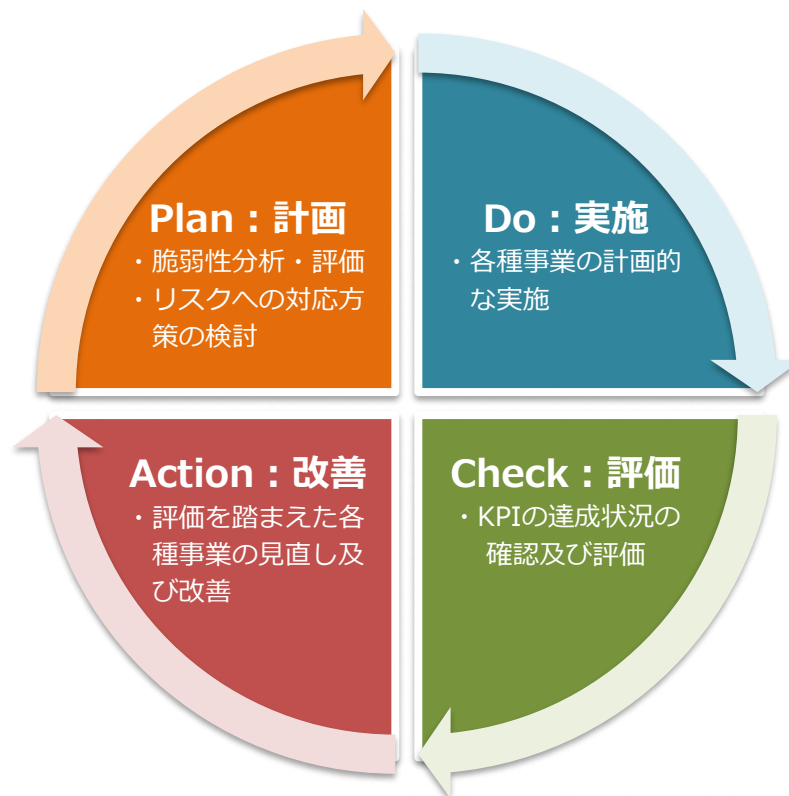 Plan：計画
・脆弱性分析・評価
・リスクへの対応方
策の検討
Do：実施
・各種事業の計画的
な実施
Action：改善
・評価を踏まえた各
種事業の見直し及
び改善
Check：評価
・KPIの達成状況の
確認及び評価